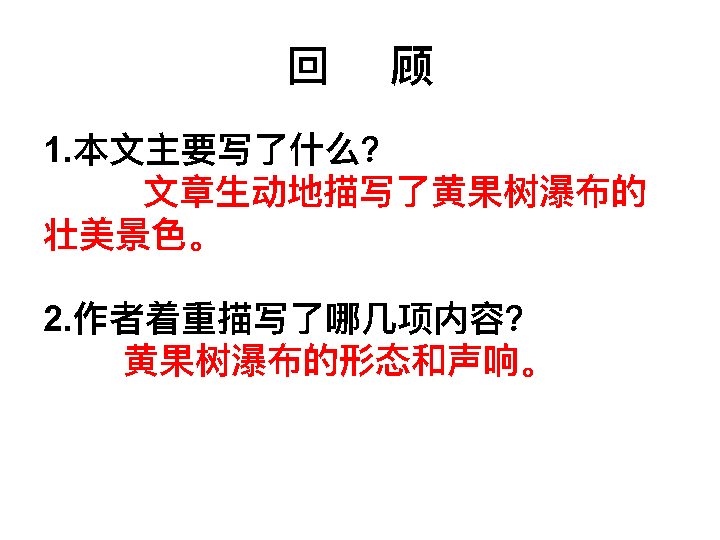 回 顾
1.本文主要写了什么?
文章生动地描写了黄果树瀑布的
壮美景色。
2.作者着重描写了哪几项内容?
黄果树瀑布的形态和声响。